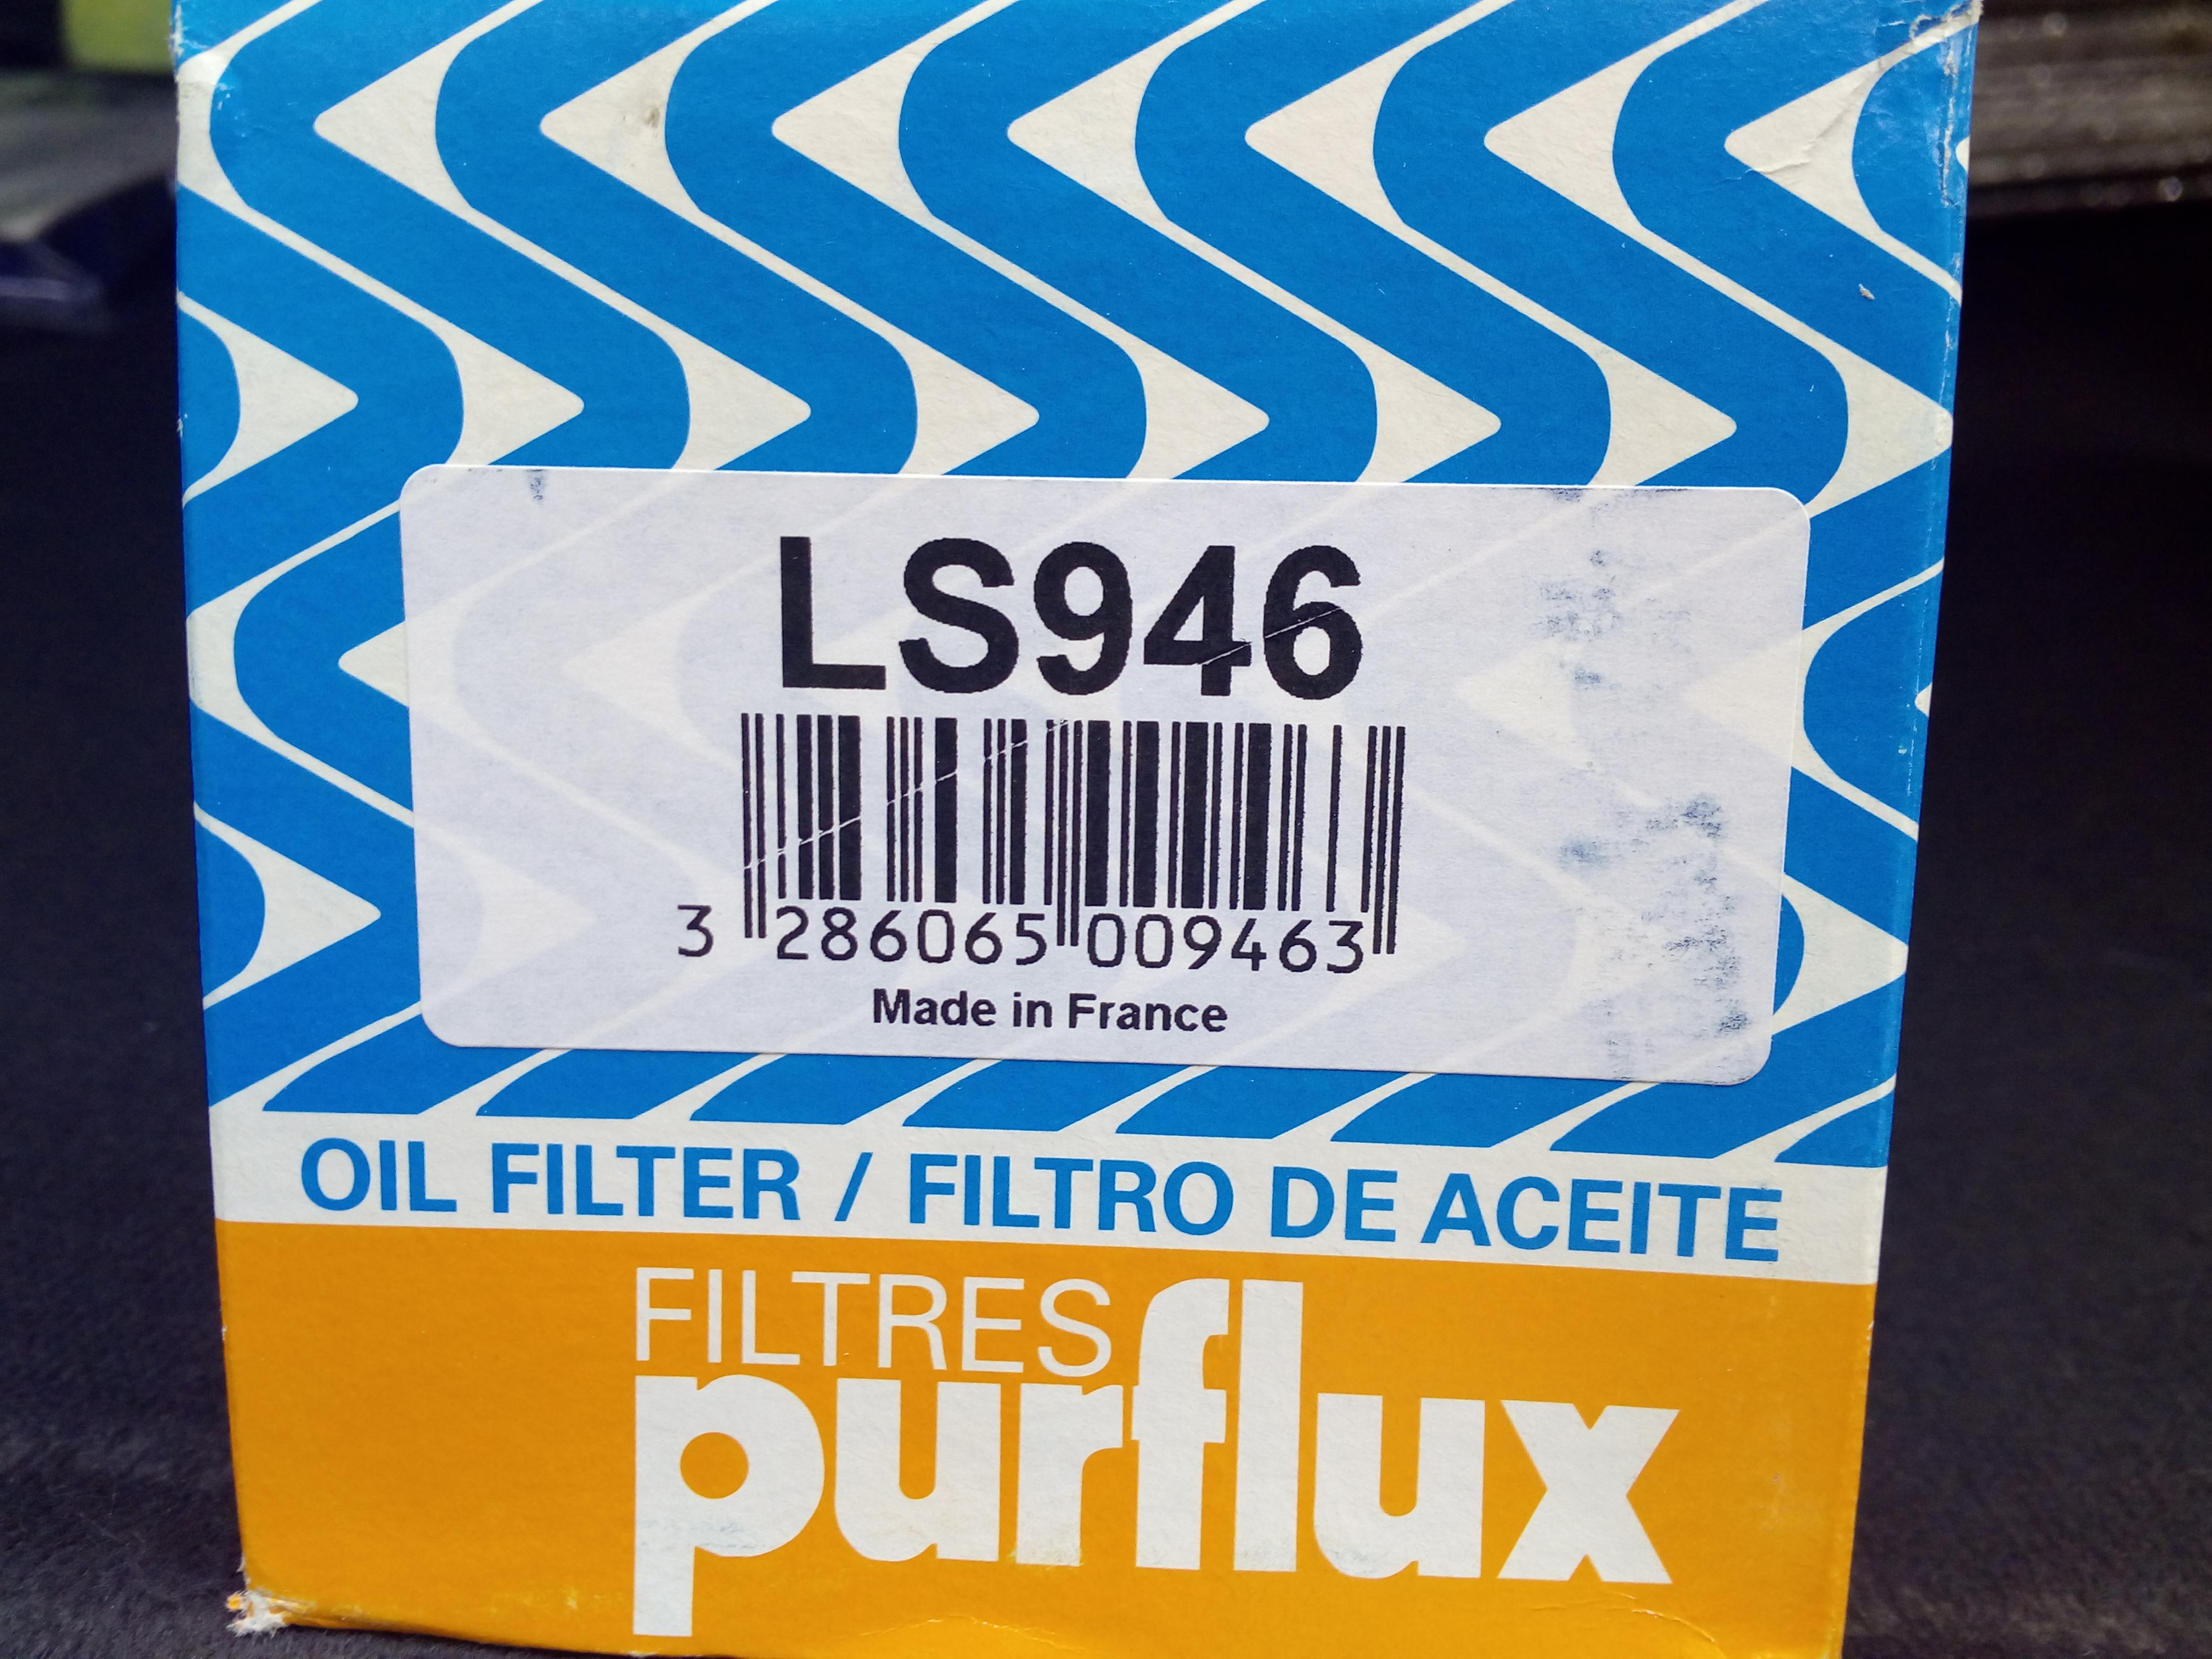 LS946
3 286065 009463
Made in France
OIL FILTER / FILTRO DE ACEITE
FILTRES
purflux